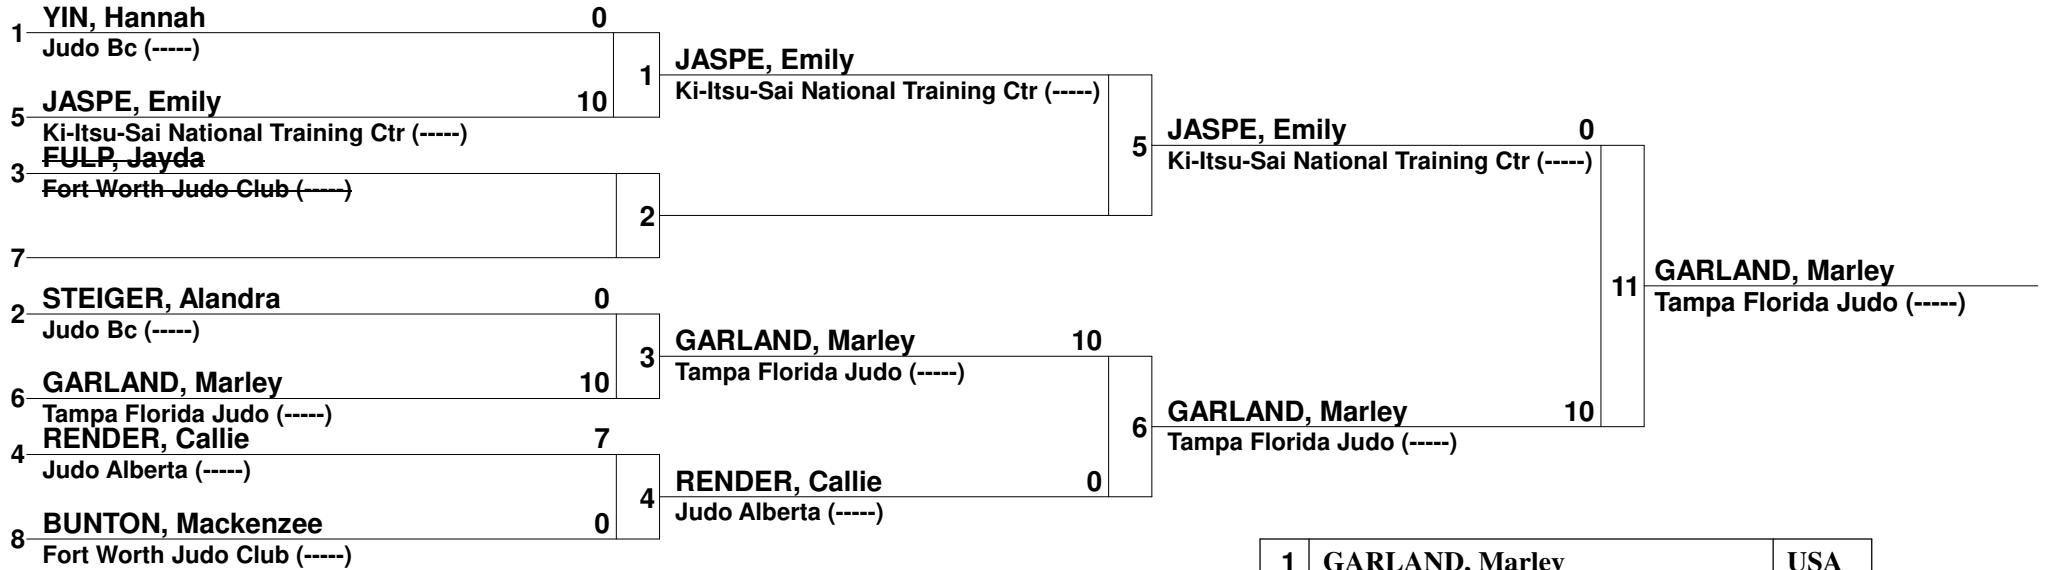 1 YIN, Hannah 0
Judo Bc (-----)
5 JASPE, Emily 10
Ki-Itsu-Sai National Training Ctr (-----)
1
3 FULP, Jayda
Fort Worth Judo Club (-----)
7
2
2 STEIGER, Alandra 0
Judo Bc (-----)
6 GARLAND, Marley 10
Tampa Florida Judo (-----)
3
4 RENDER, Callie 7
Judo Alberta (-----)
8 BUNTON, Mackenzee 0
Fort Worth Judo Club (-----)
4
JASPE, Emily
Ki-Itsu-Sai National Training Ctr (-----)
5
GARLAND, Marley 10
Tampa Florida Judo (-----)
RENDER, Callie 0
Judo Alberta (-----)
6
JASPE, Emily 0
Ki-Itsu-Sai National Training Ctr (-----)
GARLAND, Marley 10
Tampa Florida Judo (-----)
11
GARLAND, Marley
Tampa Florida Judo (-----)
1 GARLAND, Marley USA